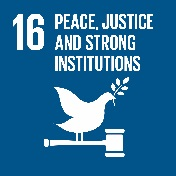 16 PEACE, JUSTICE
AND STRONG
INSTITUTIONS